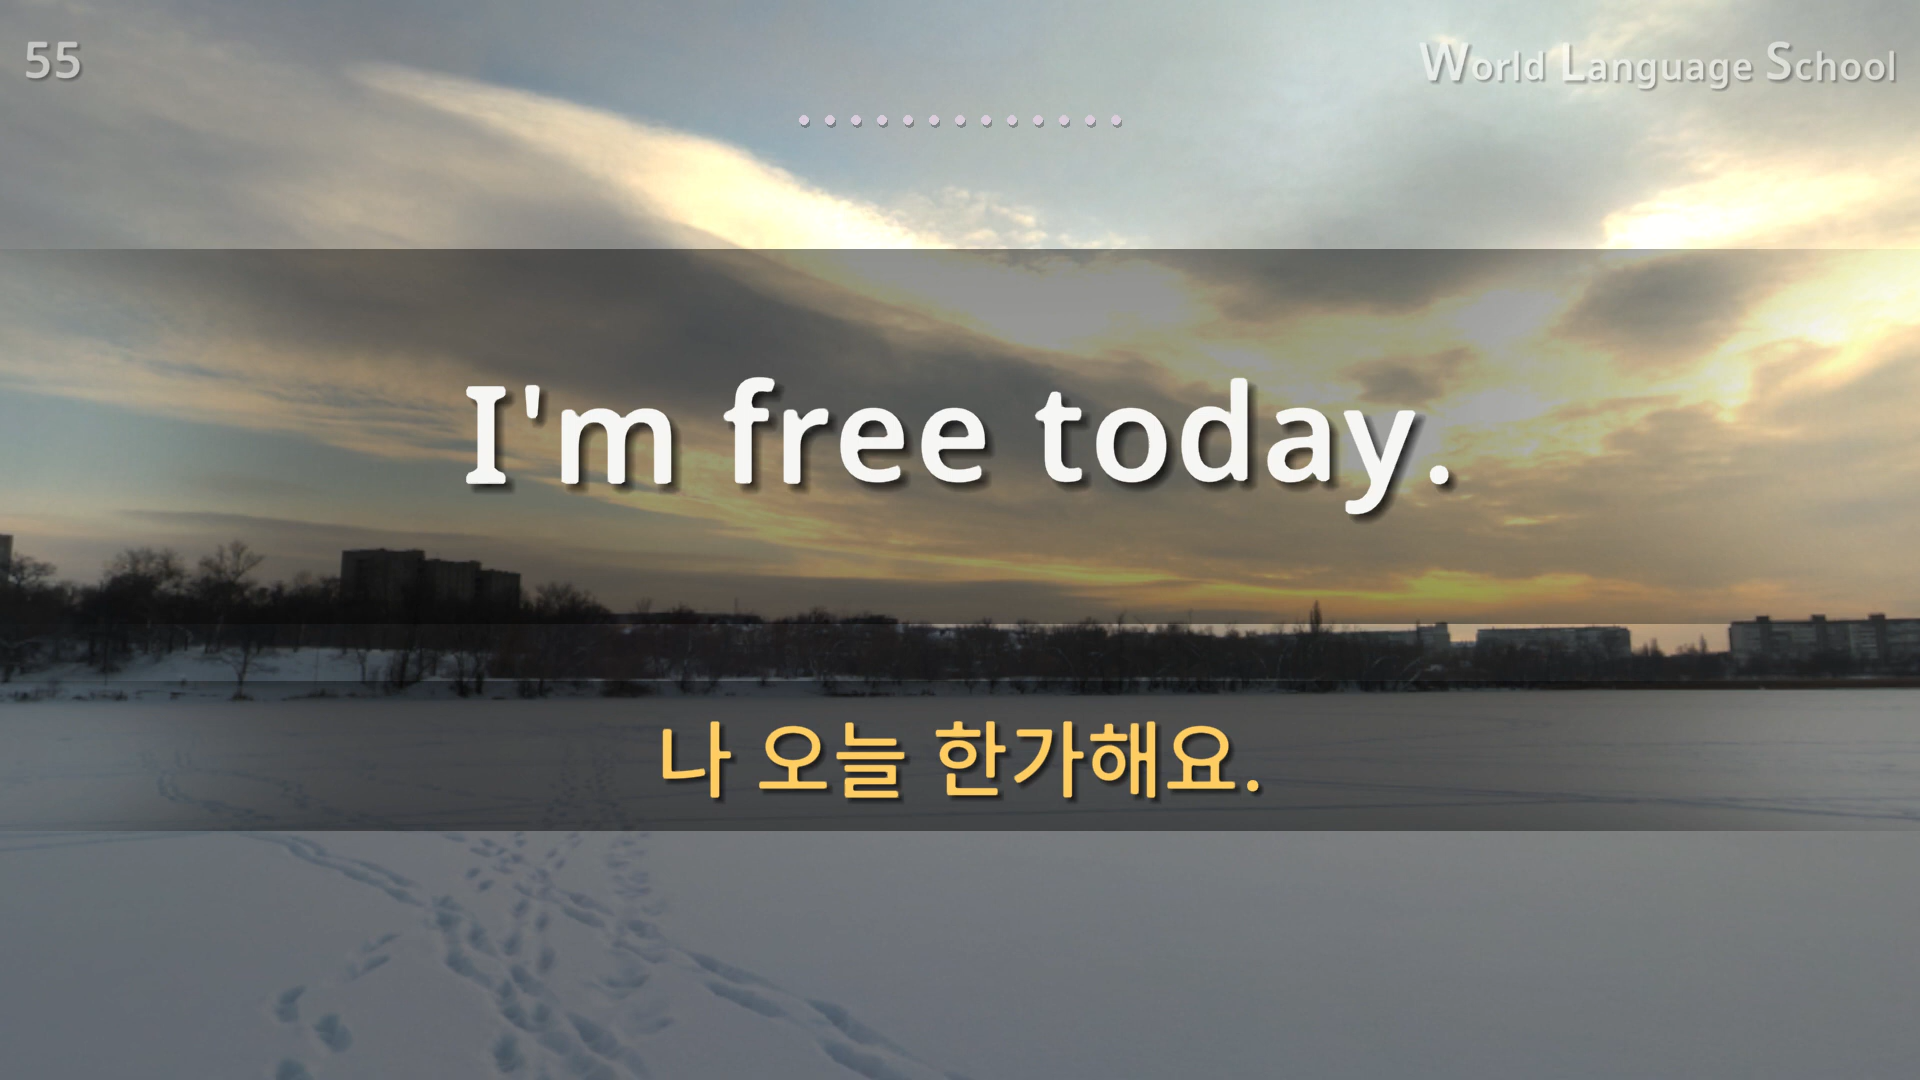 55
World Language School
I'm free today.
나 오늘 한가해요.